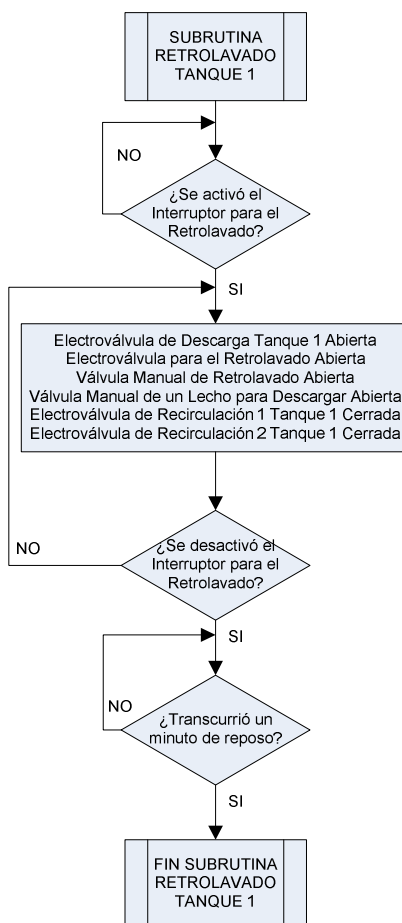 SUBRUTINA
RETROLAVADO
TANQUE 1
NO
¿Se activó el
Interruptor para el
Retrolavado?
SI
Electroválvula de Descarga Tanque 1 Abierta
Electroválvula para el Retrolavado Abierta
Válvula Manual de Retrolavado Abierta
Válvula Manual de un Lecho para Descargar Abierta
Electroválvula de Recirculación 1 Tanque 1 Cerrada
Electroválvula de Recirculación 2 Tanque 1 Cerrada
NO
¿Se desactivó el
Interruptor para el
Retrolavado?
SI
NO
¿Transcurrió un
minuto de reposo?
SI
FIN SUBRUTINA
RETROLAVADO
TANQUE 1